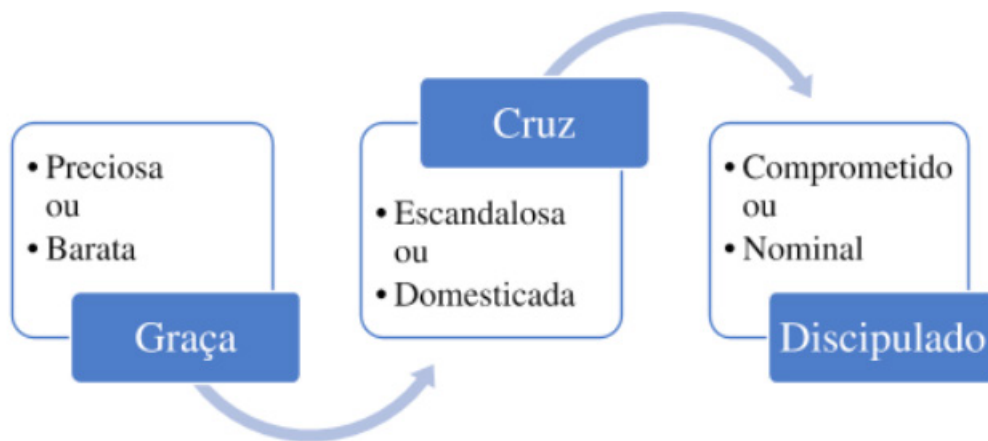 • Preciosa
ou
• Barata
Graça
Cruz
• Escandalosa
ou
• Domesticada
• Comprometido
ou
• Nominal
Discipulado